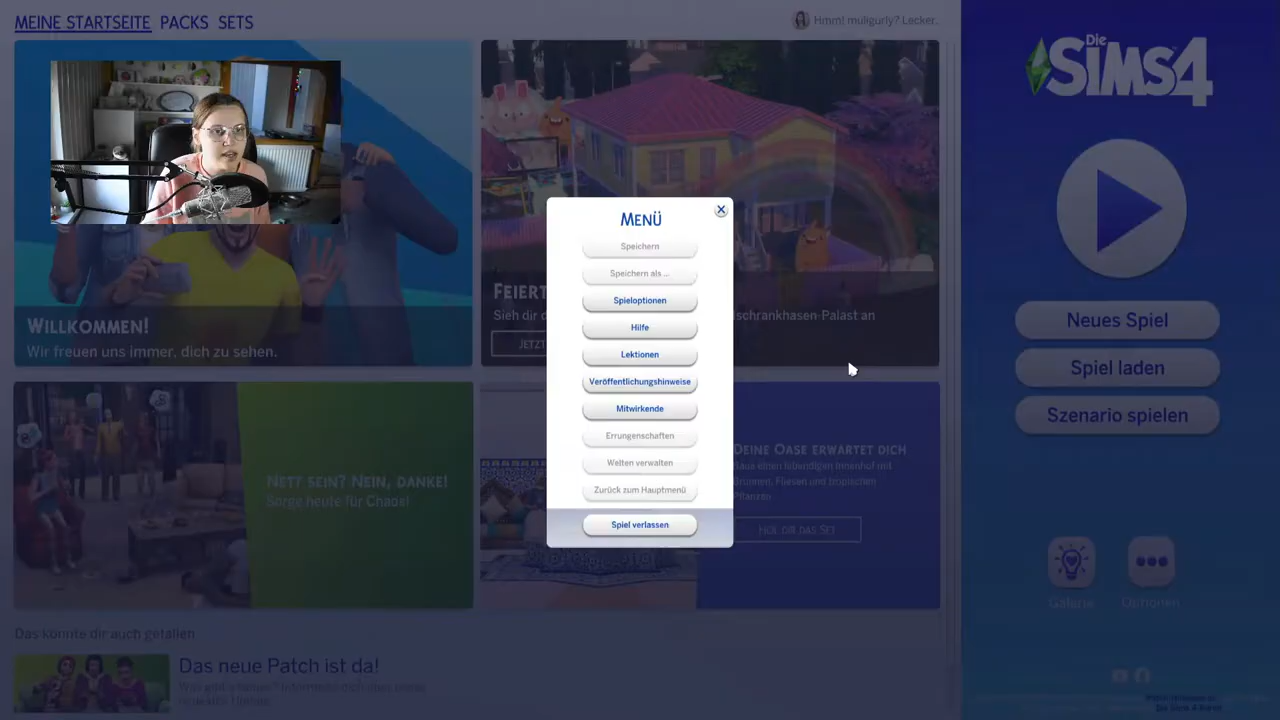 MEINE STARTSEITE PACKS SETS
Hmm! muligurly? Lecker.
Die Sims 4
WILLKOMMEN!
Wir freuen uns immer, dich zu sehen.
FEIERT
Sieh dir d
schrankhasen-Palast an
JETZT
MENÜ
Speichern
Speichern als ...
Spieloptionen
Hilfe
Lektionen
Veröffentlichungshinweise
Mitwirkende
Errungenschaften
Welten verwalten
Zurück zum Hauptmenü
Spiel verlassen
Neues Spiel
Spiel laden
Szenario spielen
NETT SEIN? NEIN, DANKE!
Sorge heute für Chaos!
DEINE OASE ERWARTET DICH
Baue einen lebendigen Innenhof mit
Brunnen, Fliesen und tropischen
Pflanzen.
HOL DIR DAS SET
Galerie
Optionen
Das könnte dir auch gefallen
Das neue Patch ist da!